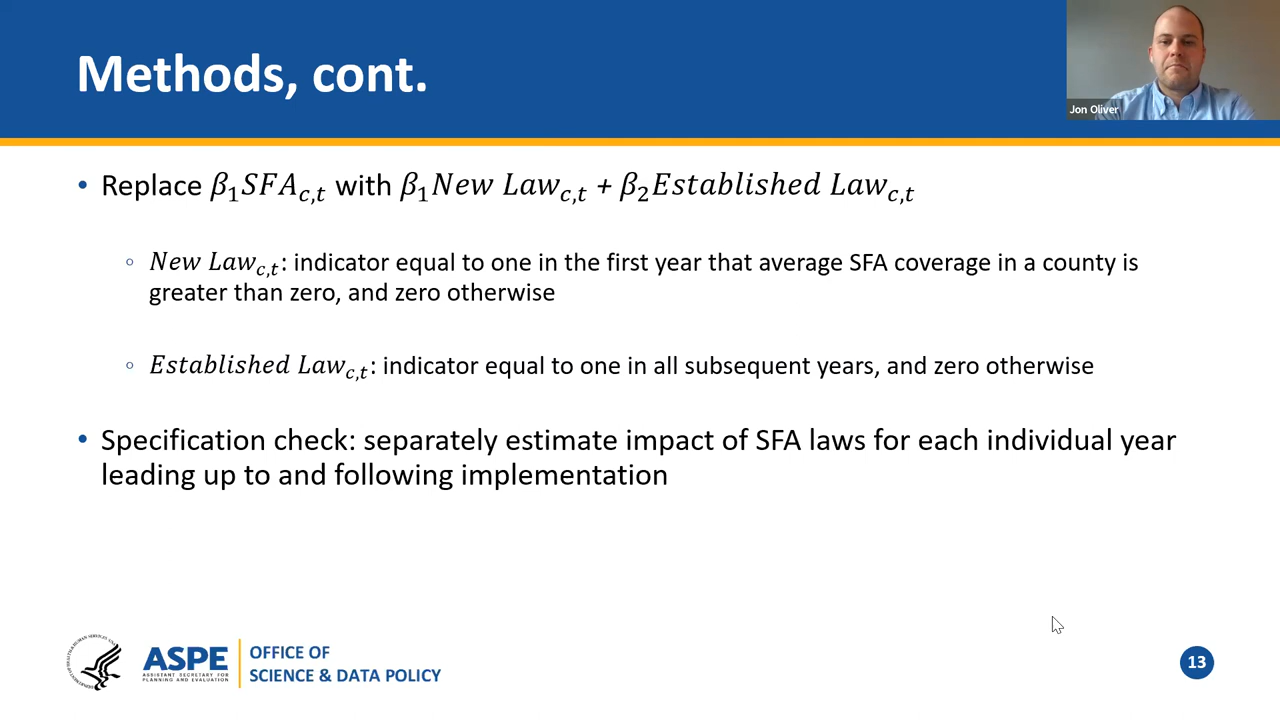 Methods, cont.
Jon Oliver
• Replace β₁SFA_c,t with β₁New Law_c,t + β₂Established Law_c,t
◦ New Law_c,t: indicator equal to one in the first year that average SFA coverage in a county is
greater than zero, and zero otherwise
◦ Established Law_c,t: indicator equal to one in all subsequent years, and zero otherwise
• Specification check: separately estimate impact of SFA laws for each individual year
leading up to and following implementation
ASPE
ASSISTANT SECRETARY FOR
PLANNING AND EVALUATION
OFFICE OF
SCIENCE & DATA POLICY
13